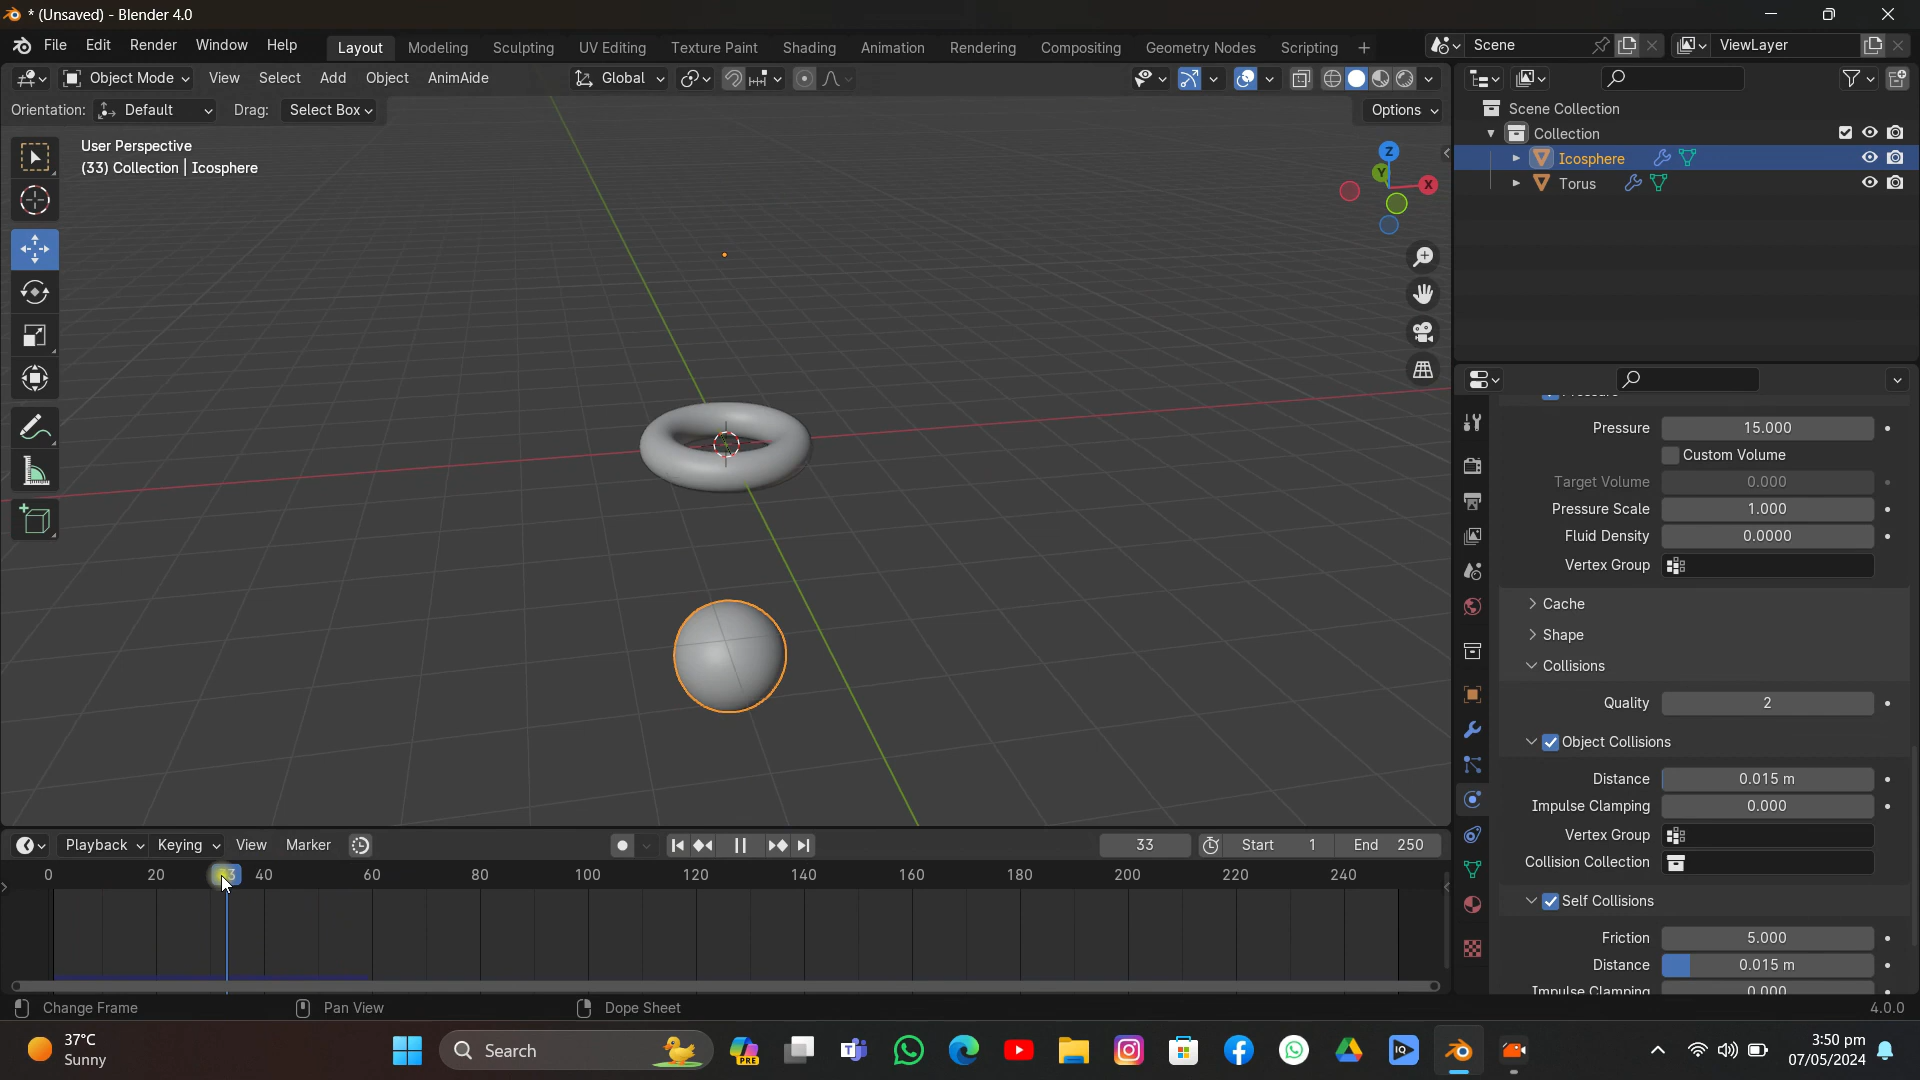 * (Unsaved) - Blender 4.0
File Edit Render Window Help
Layout Modeling Sculpting UV Editing Texture Paint Shading Animation Rendering Compositing Geometry Nodes Scripting +
Scene
ViewLayer
Object Mode View Select Add Object AnimAide
Global
Orientation: Default Drag: Select Box
Options
User Perspective
(33) Collection | Icosphere
Z
Y
X
Scene Collection
Collection
Icosphere
Torus
Pressure 15.000
Custom Volume
Target Volume 0.000
Pressure Scale 1.000
Fluid Density 0.0000
Vertex Group
Cache
Shape
Collisions
Quality 2
Object Collisions
Distance 0.015 m
Impulse Clamping 0.000
Vertex Group
Collision Collection
Self Collisions
Friction 5.000
Distance 0.015 m
Impulse Clamping 0.000
Playback Keying View Marker
33 Start 1 End 250
0 20 40 60 80 100 120 140 160 180 200 220 240
Change Frame Pan View Dope Sheet
4.0.0
37°C
Sunny
Search
PRE
IQ
3:50 pm
07/05/2024